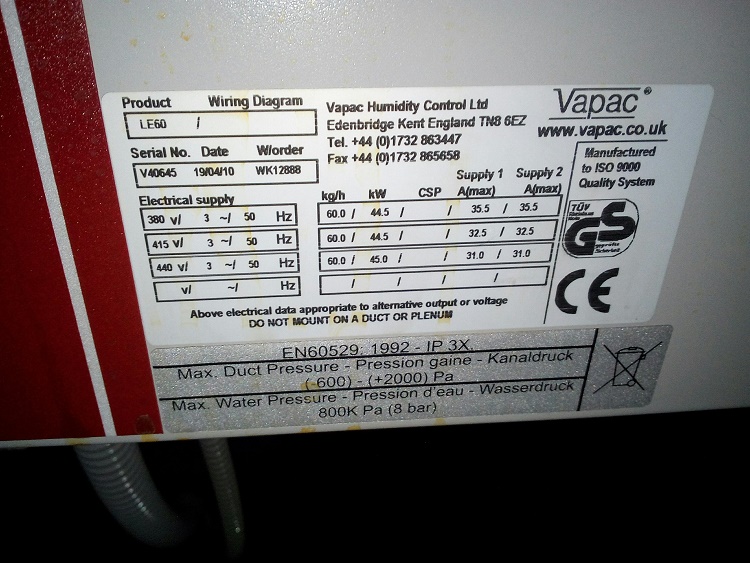 Product Wiring Diagram
LE60 /
Serial No. Date W/order
V40645 19/04/10 WK12888
Vapac Humidity Control Ltd
Edenbridge Kent England TN8 6EZ
Tel. +44 (0)1732 863447
Fax +44 (0)1732 865658
Vapac®
www.vapac.co.uk
Manufactured
to ISO 9000
Quality System
Electrical supply
kg/h kW CSP Supply 1 A(max) Supply 2 A(max)
380 v/ 3 ~/ 50 Hz 60.0 / 44.5 / / 35.5 / 35.5
415 v/ 3 ~/ 50 Hz 60.0 / 44.5 / / 32.5 / 32.5
440 v/ 3 ~/ 50 Hz 60.0 / 45.0 / / 31.0 / 31.0
v/ ~/ Hz / / / /
TÜV
GS
geprüfte
Sicherheit
CE
Above electrical data appropriate to alternative output or voltage
DO NOT MOUNT ON A DUCT OR PLENUM
EN60529: 1992 - IP 3X.
Max. Duct Pressure - Pression gaine - Kanaldruck
(-600) - (+2000) Pa
Max. Water Pressure - Pression d'eau - Wasserdruck
800K Pa (8 bar)